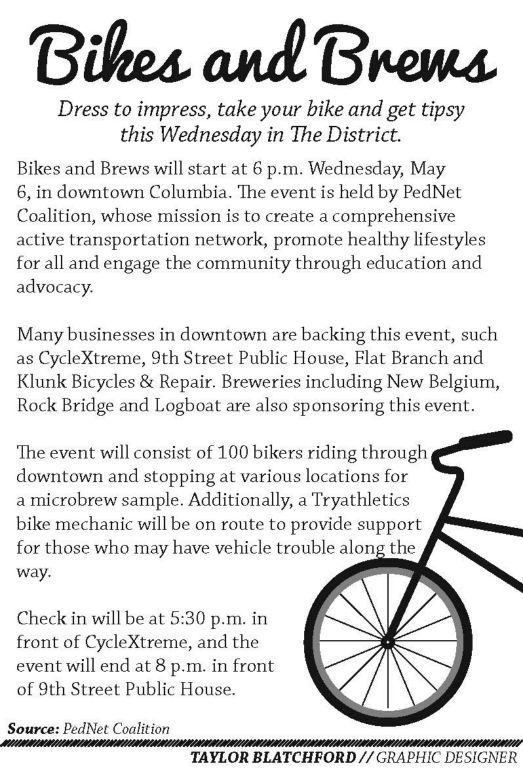 Bikes and Brews
Dress to impress, take your bike and get tipsy
this Wednesday in The District.
Bikes and Brews will start at 6 p.m. Wednesday, May
6, in downtown Columbia. The event is held by PedNet
Coalition, whose mission is to create a comprehensive
active transportation network, promote healthy lifestyles
for all and engage the community through education and
advocacy.
Many businesses in downtown are backing this event, such
as CycleXtreme, 9th Street Public House, Flat Branch and
Klunk Bicycles & Repair. Breweries including New Belgium,
Rock Bridge and Logboat are also sponsoring this event.
The event will consist of 100 bikers riding through
downtown and stopping at various locations for
a microbrew sample. Additionally, a Tryathletics
bike mechanic will be on route to provide support
for those who may have vehicle trouble along the
way.
Check in will be at 5:30 p.m. in
front of CycleXtreme, and the
event will end at 8 p.m. in front
of 9th Street Public House.
Source: PedNet Coalition
TAYLOR BLATCHFORD // GRAPHIC DESIGNER